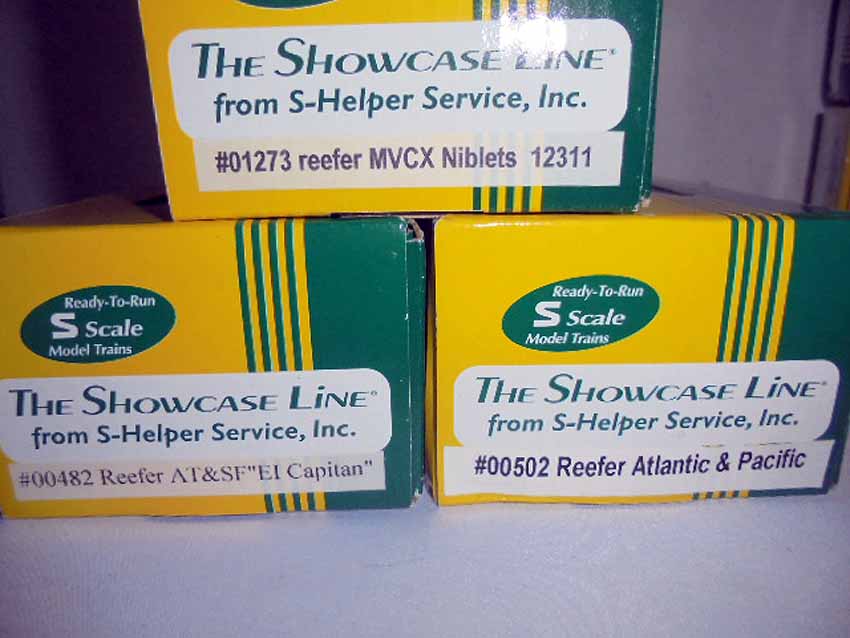 THE SHOWCASE LINE®
from S-Helper Service, Inc.
#01273 reefer MVCX Niblets 12311
Ready-To-Run
S Scale
Model Trains
THE SHOWCASE LINE®
from S-Helper Service, Inc.
#00482 Reefer AT&SF"EI Capitan"
Ready-To-Run
S Scale
Model Trains
THE SHOWCASE LINE®
from S-Helper Service, Inc.
#00502 Reefer Atlantic & Pacific